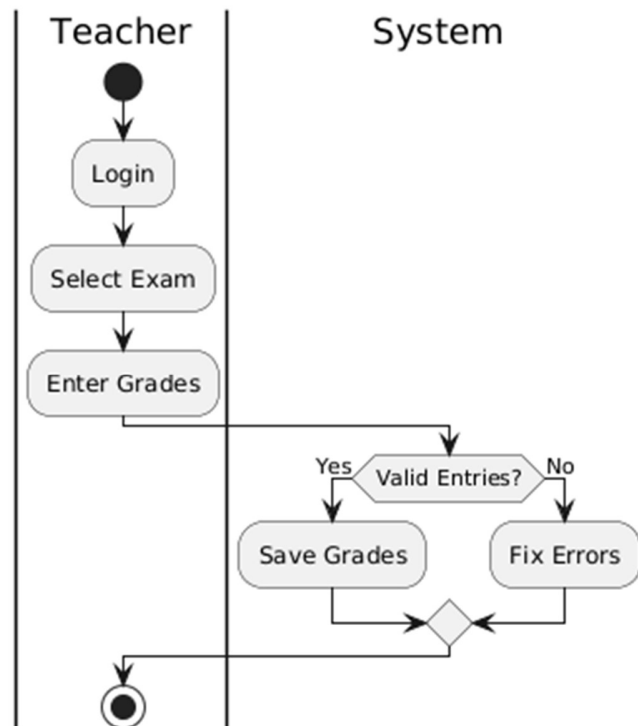 Teacher
System
Login
Select Exam
Enter Grades
Yes
Valid Entries?
No
Save Grades
Fix Errors